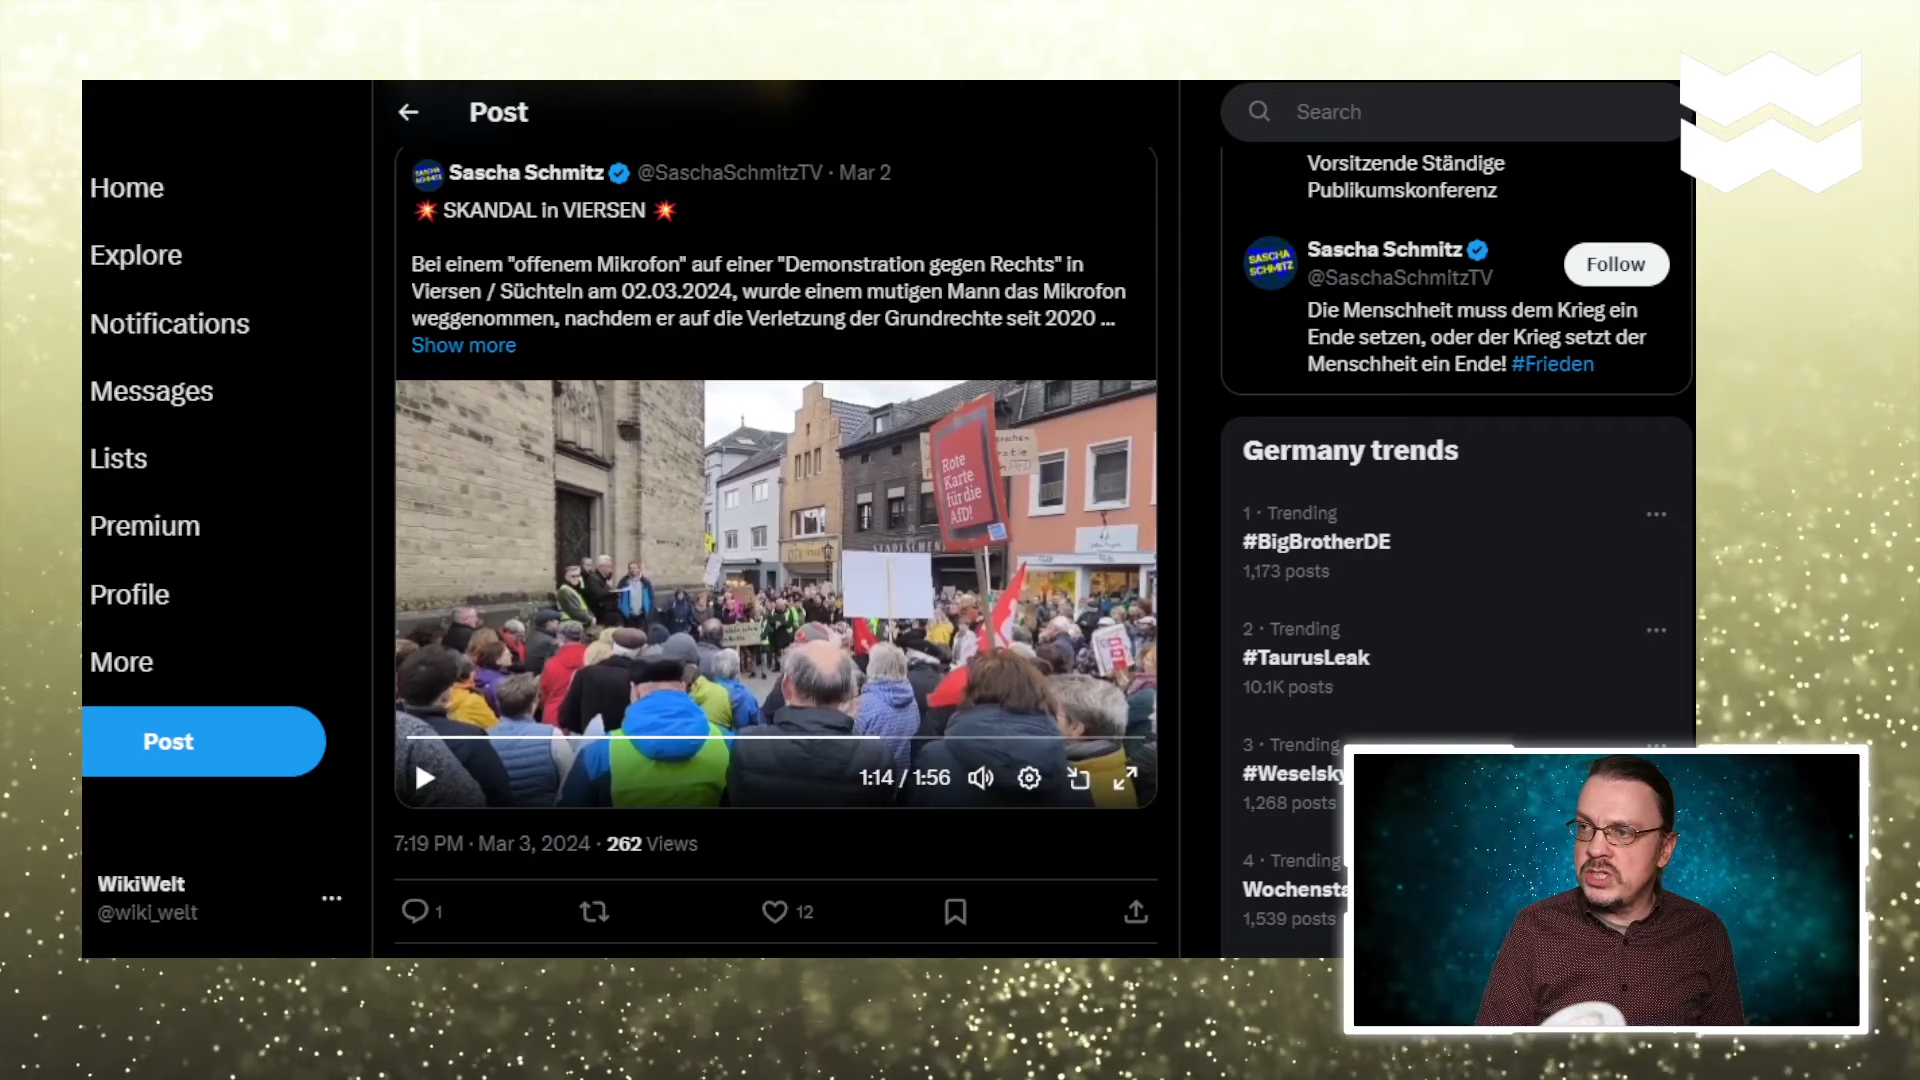 Home
Explore
Notifications
Messages
Lists
Premium
Profile
More
Post
WikiWelt
@wiki_welt
Post
Sascha Schmitz @SaschaSchmitzTV · Mar 2
SKANDAL in VIERSEN
Bei einem "offenem Mikrofon" auf einer "Demonstration gegen Rechts" in
Viersen / Süchteln am 02.03.2024, wurde einem mutigen Mann das Mikrofon
weggenommen, nachdem er auf die Verletzung der Grundrechte seit 2020 ...
Show more
Rote
Karte
für die
AfD!
1:14 / 1:56
7:19 PM · Mar 3, 2024 · 262 Views
1
12
Search
Vorsitzende Ständige
Publikumskonferenz
SASCHA
SCHMITZ
Sascha Schmitz
@SaschaSchmitzTV
Follow
Die Menschheit muss dem Krieg ein
Ende setzen, oder der Krieg setzt der
Menschheit ein Ende! #Frieden
Germany trends
1 · Trending
#BigBrotherDE
1,173 posts
2 · Trending
#TaurusLeak
10.1K posts
3 · Trending
#Weselsky
1,268 posts
4 · Trending
Wochensta
1,539 posts